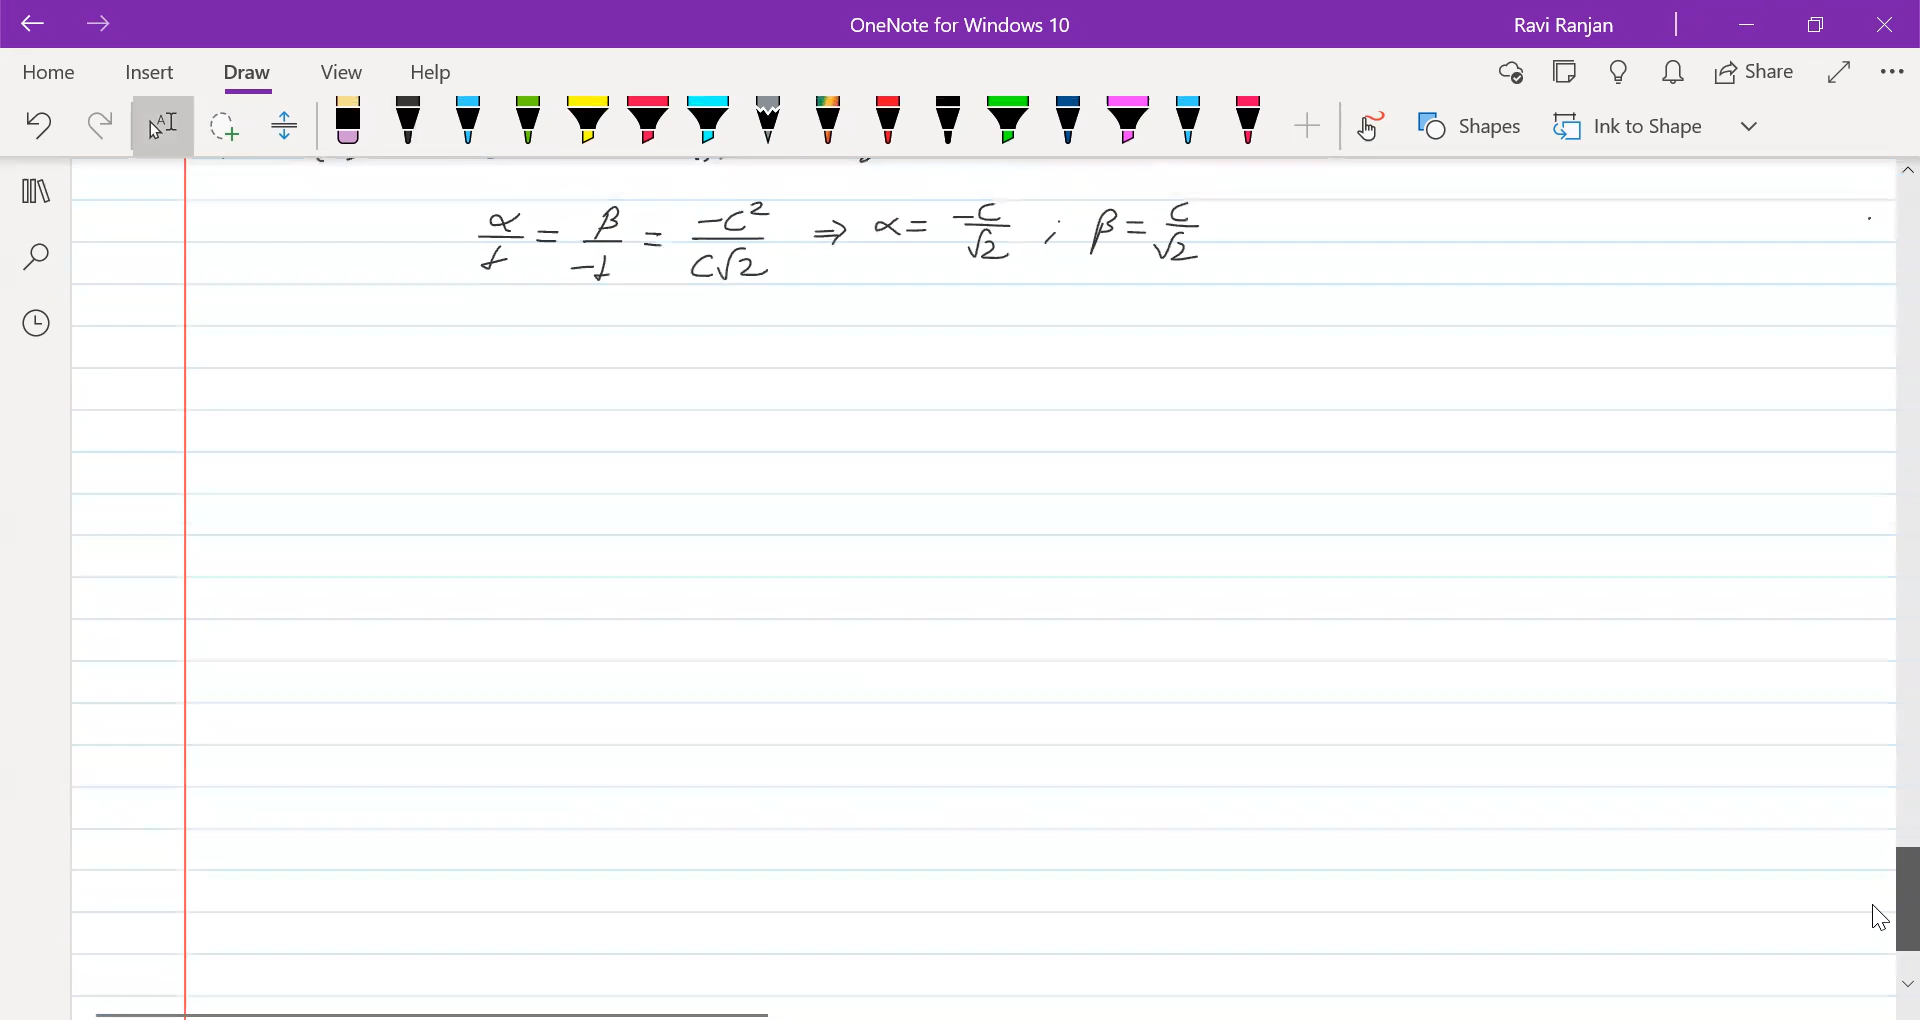 OneNote for Windows 10 Ravi Ranjan
Home Insert Draw View Help Share
Shapes Ink to Shape
α/1 = β/-1 = -c²/c√2 ⇒ α = -c/√2 ; β = c/√2